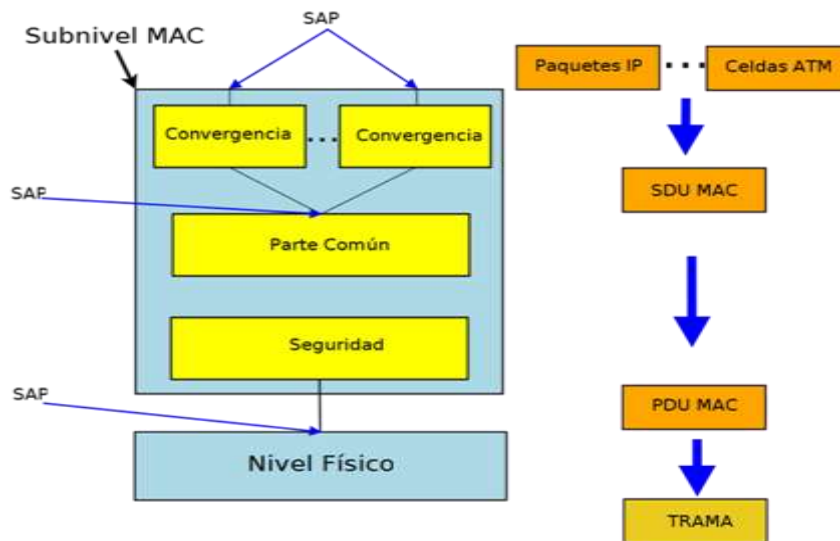 SAP
Subnivel MAC
Paquetes IP
...
Celdas ATM
Convergencia
...
Convergencia
SAP
SDU MAC
Parte Común
Seguridad
SAP
PDU MAC
Nivel Físico
TRAMA